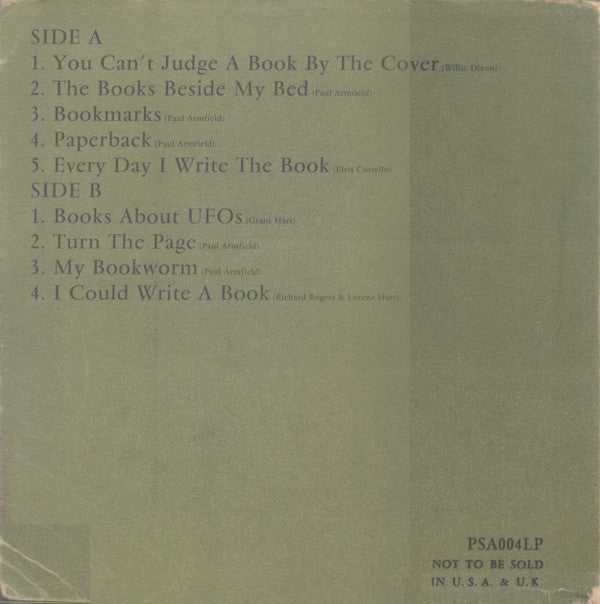 SIDE A
1. You Can't Judge A Book By The Cover (Willie Dixon)
2. The Books Beside My Bed (Paul Armfield)
3. Bookmarks (Paul Armfield)
4. Paperback (Paul Armfield)
5. Every Day I Write The Book (Elvis Costello)
SIDE B
1. Books About UFOs (Grant Hart)
2. Turn The Page (Paul Armfield)
3. My Bookworm (Paul Armfield)
4. I Could Write A Book (Richard Rogers & Lorenz Hart)
PSA004LP
NOT TO BE SOLD
IN U.S.A. & U.K